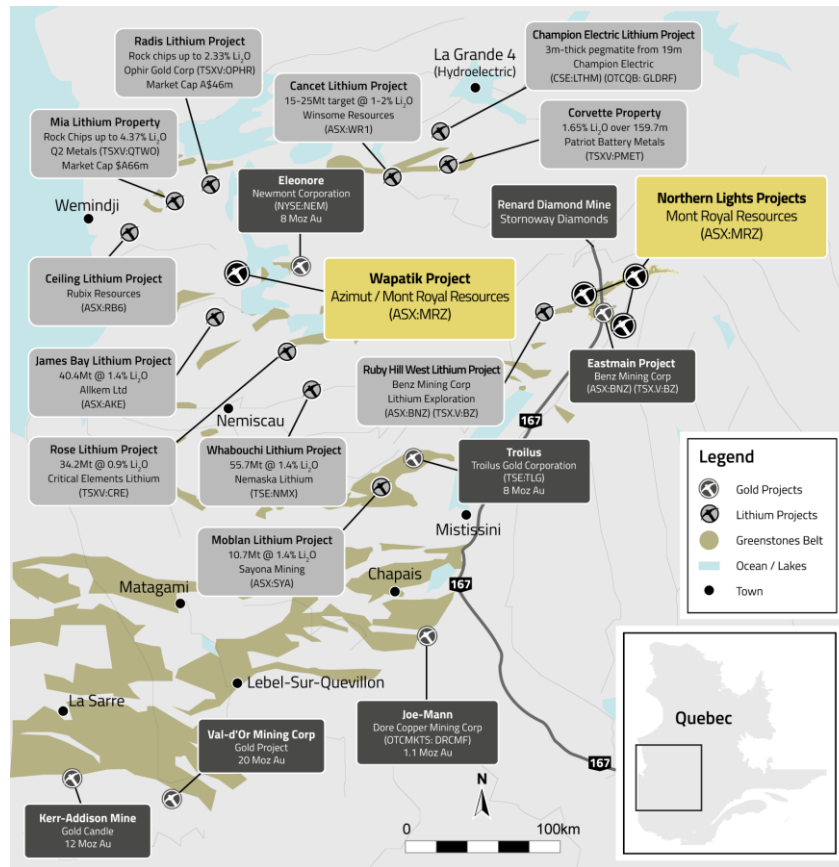 Radis Lithium Project
Rock chips up to 2.33% Li₂O
Ophir Gold Corp (TSXV:OPHR)
Market Cap A$46m
La Grande 4
(Hydroelectric)
Champion Electric Lithium Project
3m-thick pegmatite from 19m
Champion Electric
(CSE:LTHM) (OTCQB: GLDRF)
Cancet Lithium Project
15-25Mt target @ 1-2% Li₂O
Winsome Resources
(ASX:WR1)
Corvette Property
1.65% Li₂O over 159.7m
Patriot Battery Metals
(TSXV:PMET)
Mia Lithium Property
Rock Chips up to 4.37% Li₂O
Q2 Metals (TSXV:QTWO)
Market Cap $A66m
Eleonore
Newmont Corporation
(NYSE:NEM)
8 Moz Au
Renard Diamond Mine
Stornoway Diamonds
Northern Lights Projects
Mont Royal Resources
(ASX:MRZ)
Wemindji
Ceiling Lithium Project
Rubix Resources
(ASX:RB6)
Wapatik Project
Azimut / Mont Royal Resources
(ASX:MRZ)
James Bay Lithium Project
40.4Mt @ 1.4% Li₂O
Allkem Ltd
(ASX:AKE)
Ruby Hill West Lithium Project
Benz Mining Corp
Lithium Exploration
(ASX:BNZ) (TSX.V:BZ)
Eastmain Project
Benz Mining Corp
(ASX:BNZ) (TSX.V:BZ)
Nemiscau
167
Rose Lithium Project
34.2Mt @ 0.9% Li₂O
Critical Elements Lithium
(TSXV:CRE)
Whabouchi Lithium Project
55.7Mt @ 1.4% Li₂O
Nemaska Lithium
(TSE:NMX)
Troilus
Troilus Gold Corporation
(TSE:TLG)
8 Moz Au
Legend
Gold Projects
Lithium Projects
Greenstones Belt
Ocean / Lakes
Town
Mistissini
Moblan Lithium Project
10.7Mt @ 1.4% Li₂O
Sayona Mining
(ASX:SYA)
Matagami
Chapais
167
Lebel-Sur-Quevillon
La Sarre
Joe-Mann
Dore Copper Mining Corp
(OTCMKTS: DRCMF)
1.1 Moz Au
Val-d'Or Mining Corp
Gold Project
20 Moz Au
Quebec
167
Kerr-Addison Mine
Gold Candle
12 Moz Au
N
0
100km